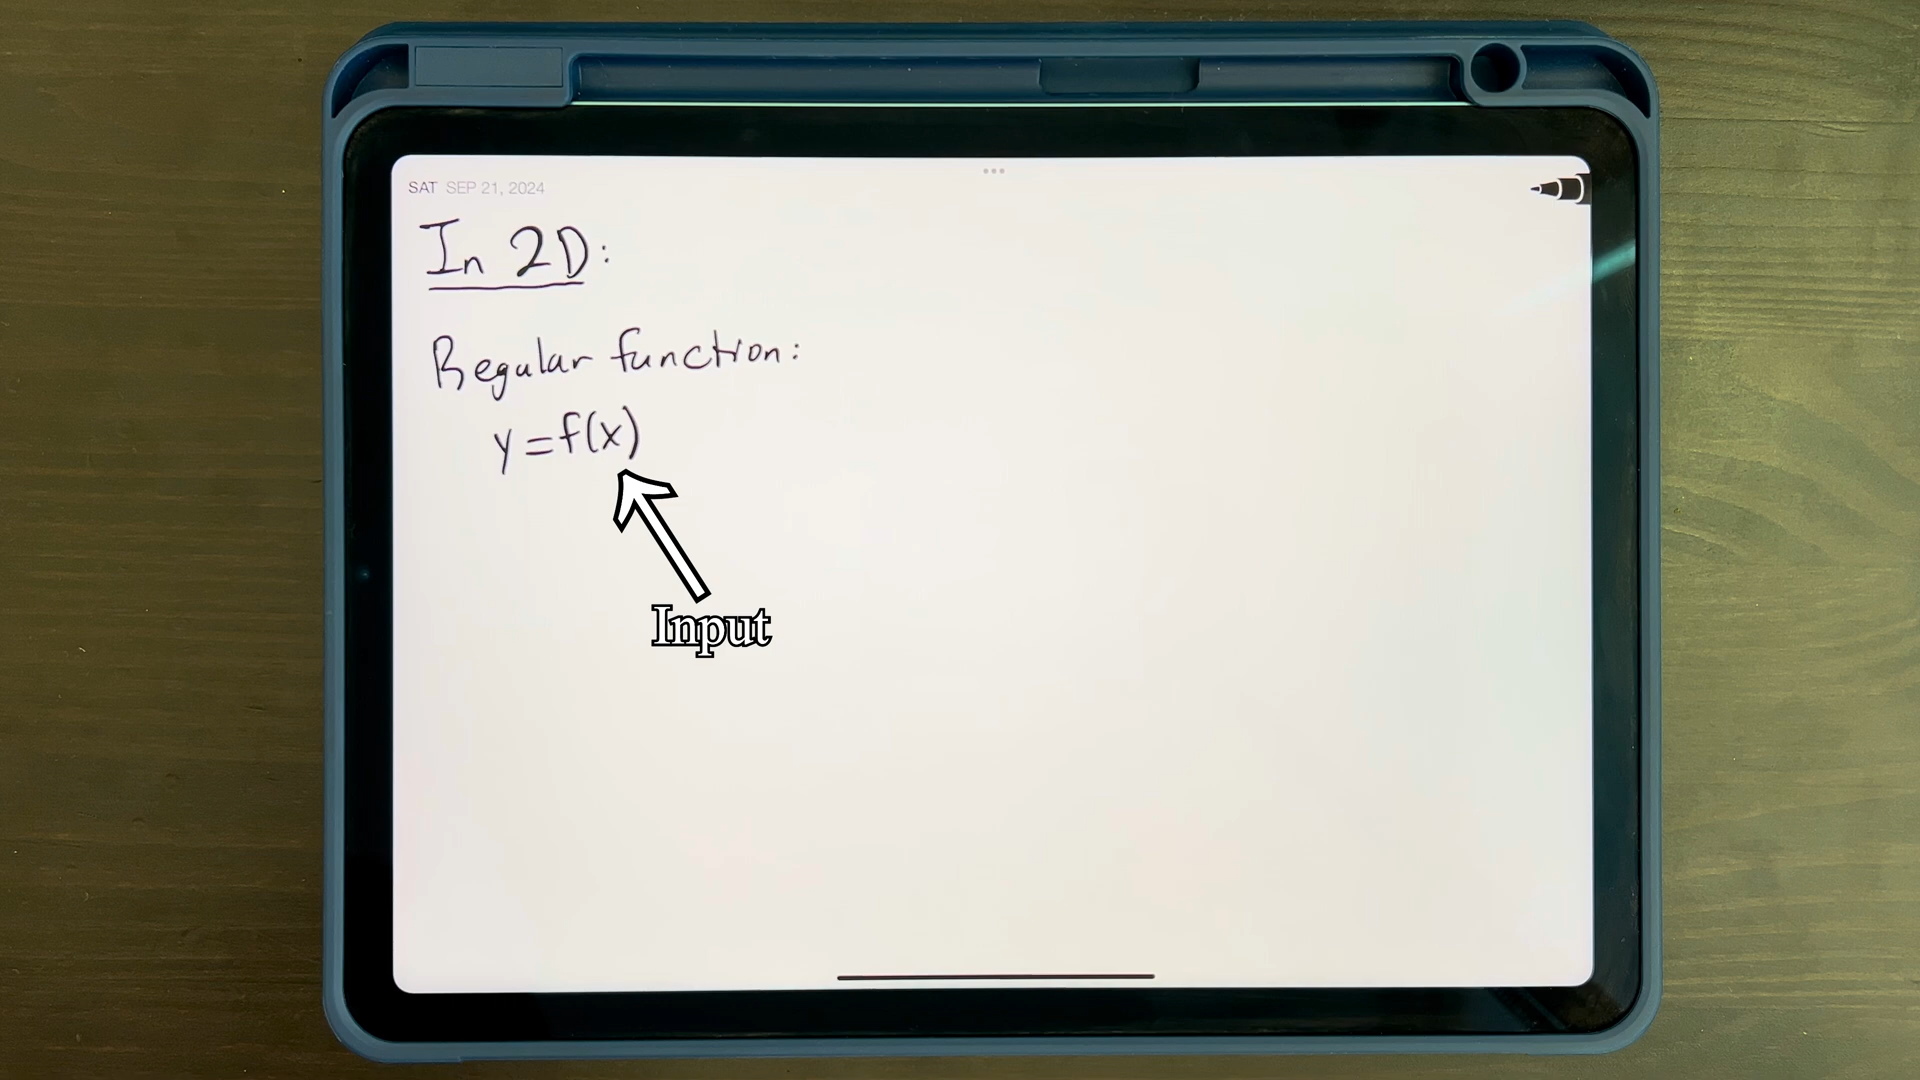 SAT SEP 21, 2024
In 2D:
Regular function:
y = f(x)
Input